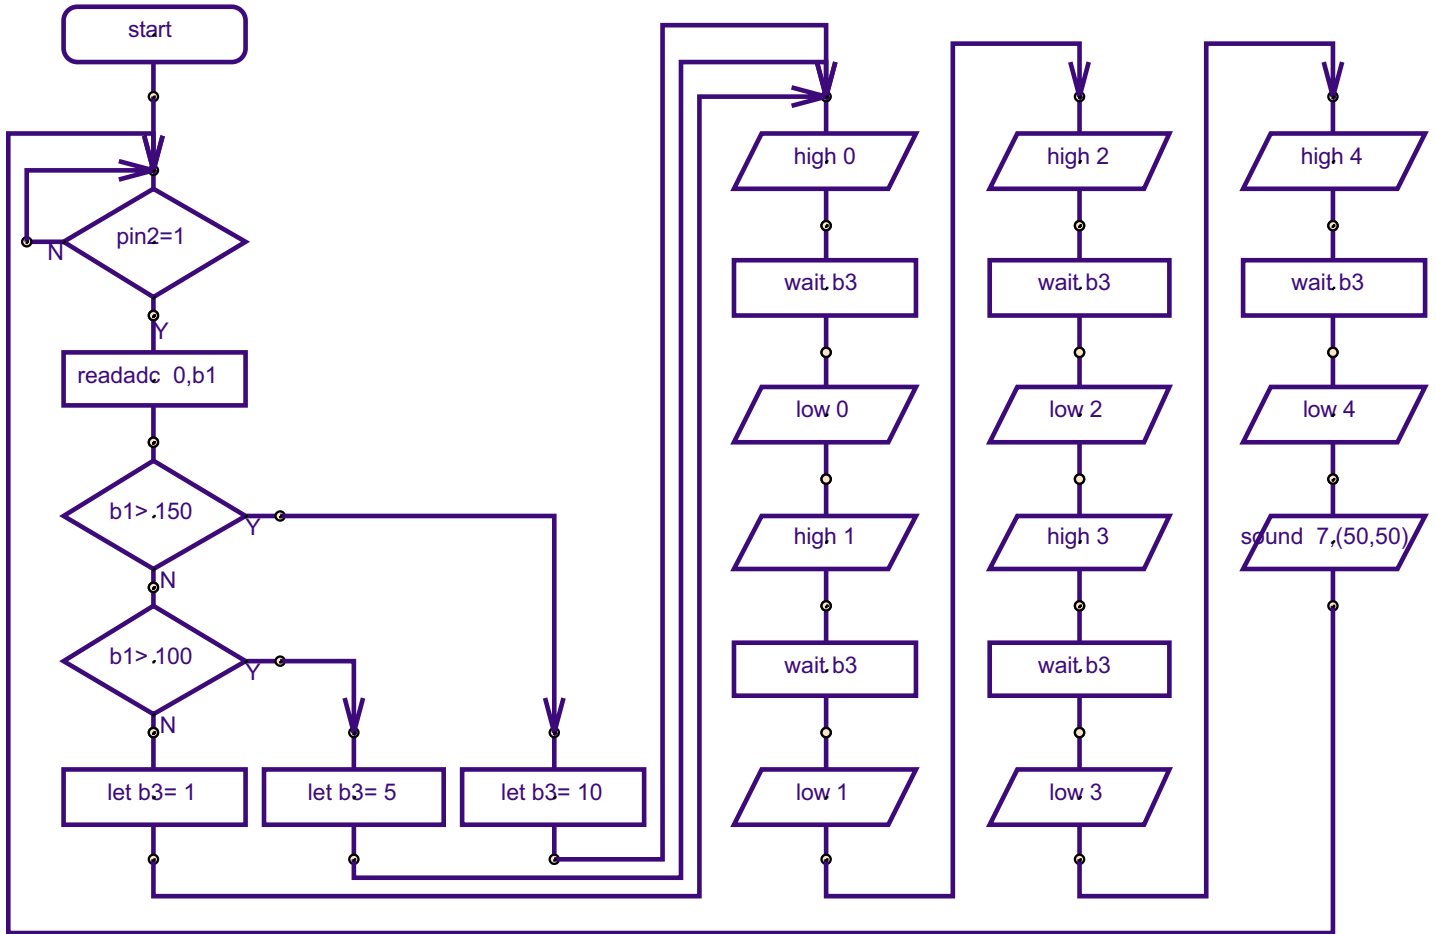 start
pin2=1
N
Y
readadc 0,b1
b1> 150
Y
N
b1> 100
Y
N
let b3= 1
let b3= 5
let b3= 10
high 0
wait b3
low 0
high 1
wait b3
low 1
high 2
wait b3
low 2
high 3
wait b3
low 3
high 4
wait b3
low 4
sound 7,(50,50)